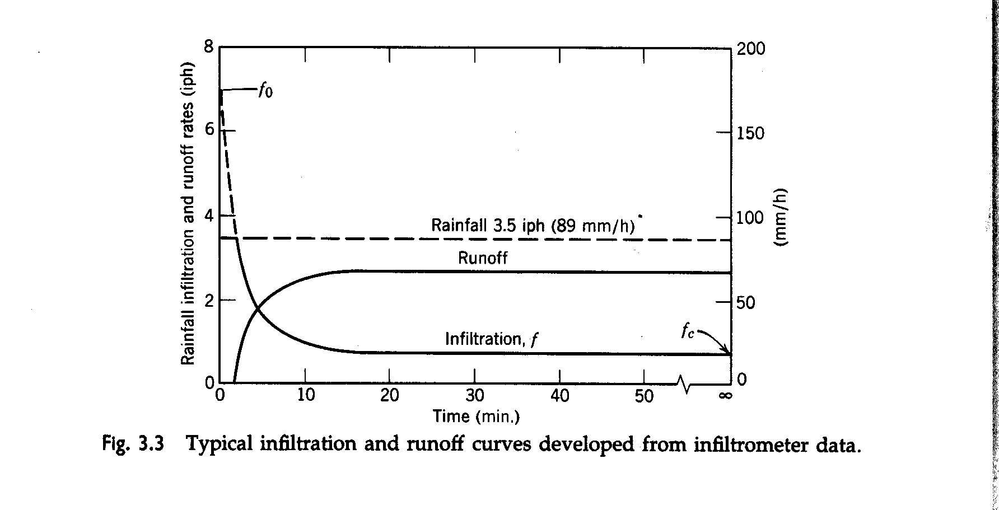 8
200
Rainfall infiltration and runoff rates (iph)
f0
6
150
4
100
(mm/h)
Rainfall 3.5 iph (89 mm/h)
Runoff
2
50
fc
Infiltration, f
0
0
0 10 20 30 40 50 ∞
Time (min.)
Fig. 3.3 Typical infiltration and runoff curves developed from infiltrometer data.